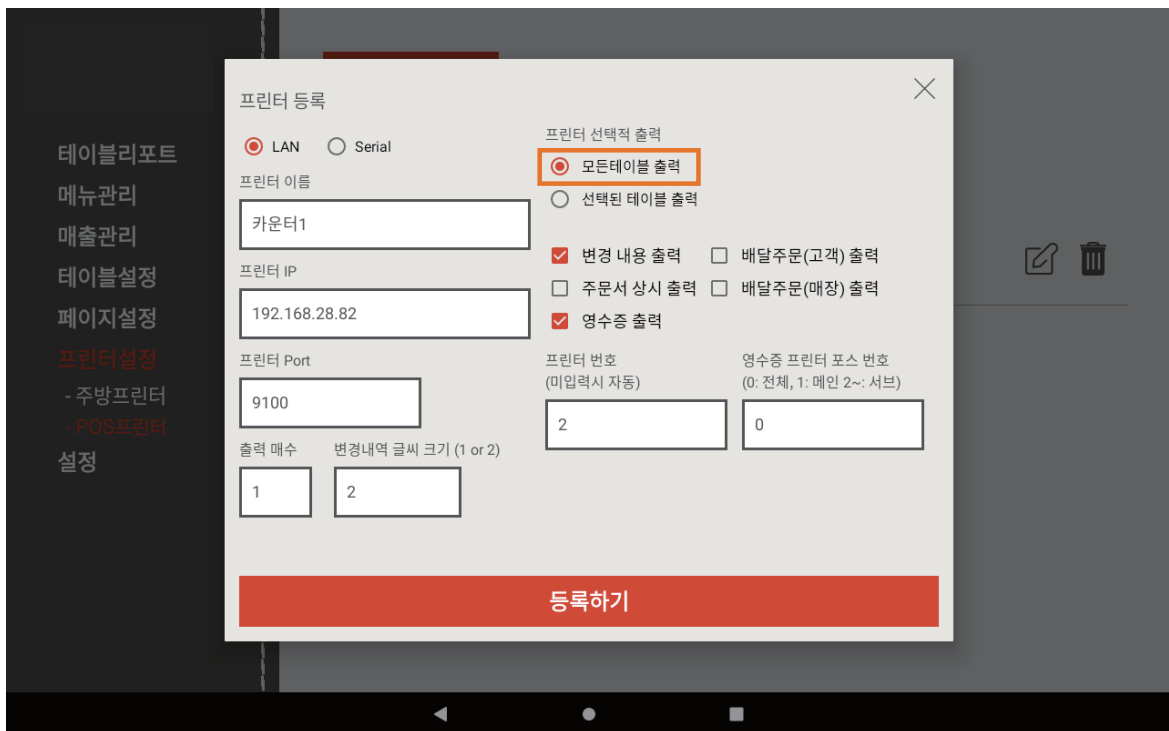 테이블리포트
메뉴관리
매출관리
테이블설정
페이지설정
프린터설정
- 주방프린터
- POS프린터
설정
프린터 등록
LAN
Serial
프린터 이름
카운터1
프린터 IP
192.168.28.82
프린터 Port
9100
출력 매수
변경내역 글씨 크기 (1 or 2)
1
2
프린터 선택적 출력
모든테이블 출력
선택된 테이블 출력
변경 내용 출력
배달주문(고객) 출력
주문서 상시 출력
배달주문(매장) 출력
영수증 출력
프린터 번호
(미입력시 자동)
2
영수증 프린터 포스 번호
(0: 전체, 1: 메인 2~: 서브)
0
등록하기